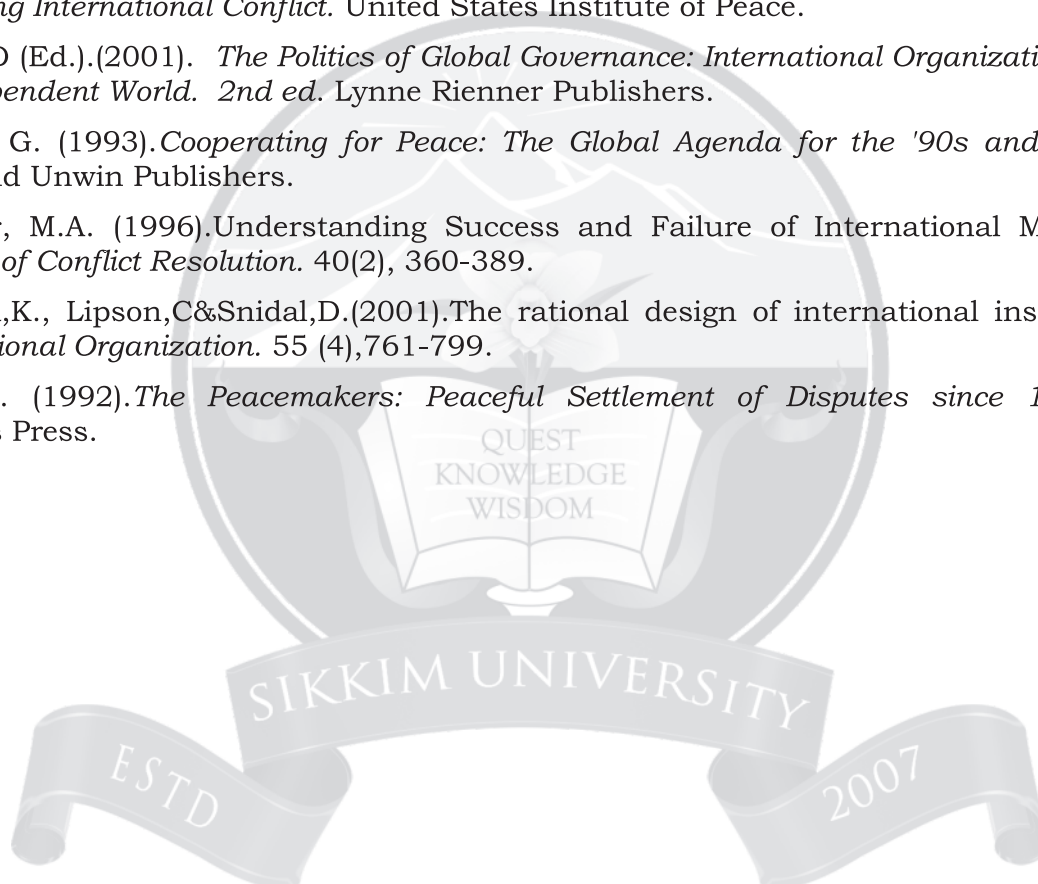 ng International Conflict. United States Institute of Peace.
D (Ed.).(2001). The Politics of Global Governance: International Organizati
pendent World. 2nd ed. Lynne Rienner Publishers.
G. (1993).Cooperating for Peace: The Global Agenda for the '90s and
nd Unwin Publishers.
r, M.A. (1996).Understanding Success and Failure of International M
of Conflict Resolution. 40(2), 360-389.
,K., Lipson,C&Snidal,D.(2001).The rational design of international ins
ional Organization. 55 (4),761-799.
. (1992).The Peacemakers: Peaceful Settlement of Disputes since 1
s Press.
QUEST
KNOWLEDGE
WISDOM
SIKKIM UNIVERSITY
ESTD
2007